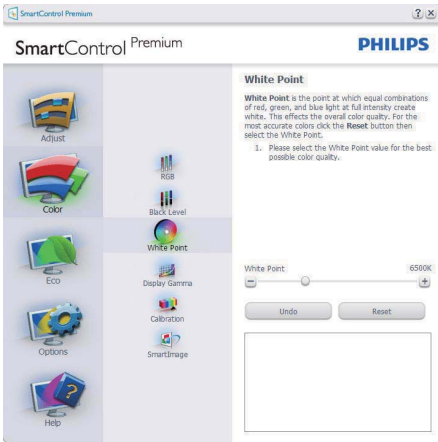 SmartControl Premium
SmartControl Premium
PHILIPS
Adjust
Color
Eco
Options
Help
RGB
Black Level
White Point
Display Gamma
Calibration
SmartImage
White Point
White Point is the point at which equal combinations
of red, green, and blue light at full intensity create
white. This effects the overall color quality. For the
most accurate colors click the Reset button then
select the White Point.
1. Please select the White Point value for the best
possible color quality.
White Point 6500K
Undo Reset